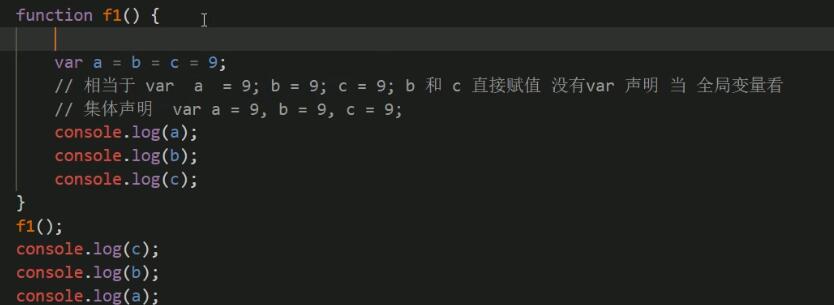 function f1() {
var a = b = c = 9;
// 相当于 var  a  = 9; b = 9; c = 9; b 和 c 直接赋值 没有var 声明 当 全局变量看
// 集体声明  var a = 9, b = 9, c = 9;
console.log(a);
console.log(b);
console.log(c);
}
f1();
console.log(c);
console.log(b);
console.log(a);